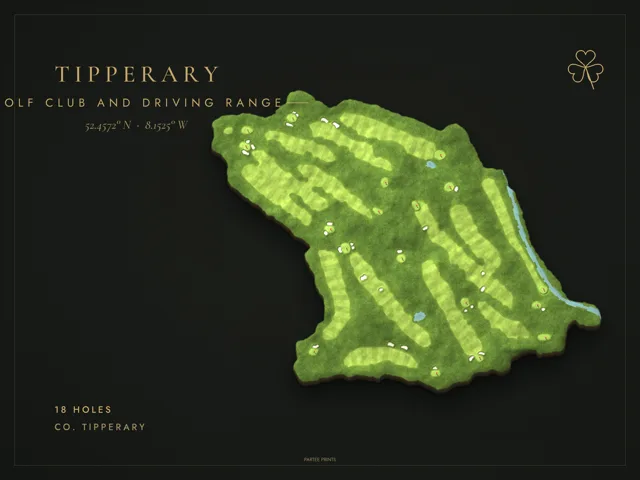 TIPPERARY
OLF CLUB AND DRIVING RANGE
52.4572° N · 8.1525° W
18 HOLES
CO. TIPPERARY
PARTEE PRINTS